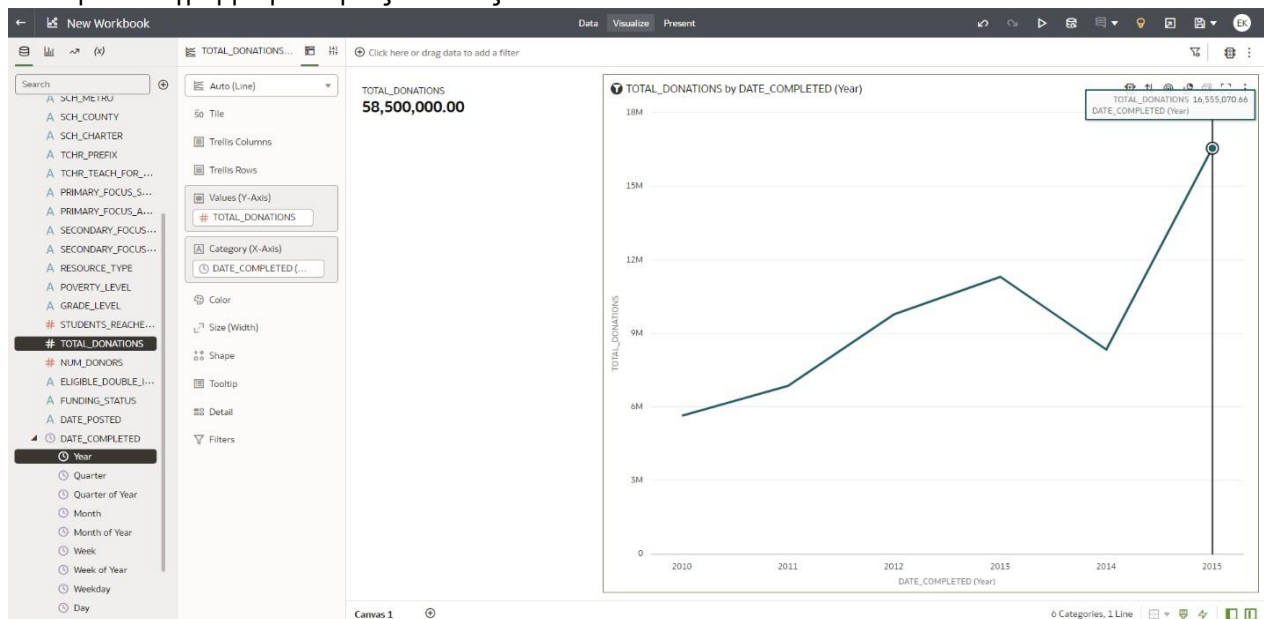 New Workbook
Data Visualize Present
EK
TOTAL_DONATIONS...
Click here or drag data to add a filter
Search
A SCH_METRO
A SCH_COUNTY
A SCH_CHARTER
A TCHR_PREFIX
A TCHR_TEACH_FOR_...
A PRIMARY_FOCUS_S...
A PRIMARY_FOCUS_A...
A SECONDARY_FOCUS...
A SECONDARY_FOCUS...
A RESOURCE_TYPE
A POVERTY_LEVEL
A GRADE_LEVEL
# STUDENTS_REACHE...
# TOTAL_DONATIONS
# NUM_DONORS
A ELIGIBLE_DOUBLE_I...
A FUNDING_STATUS
A DATE_POSTED
DATE_COMPLETED
Year
Quarter
Quarter of Year
Month
Month of Year
Week
Week of Year
Weekday
Day
Auto (Line)
50 Tile
Trellis Columns
Trellis Rows
Values (Y-Axis)
# TOTAL_DONATIONS
A Category (X-Axis)
DATE_COMPLETED (...
Color
Size (Width)
Shape
Tooltip
Detail
Filters
TOTAL_DONATIONS
58,500,000.00
TOTAL_DONATIONS by DATE_COMPLETED (Year)
TOTAL_DONATIONS 16,555,070.66
DATE_COMPLETED (Year)
18M
15M
12M
9M
6M
3M
0
TOTAL_DONATIONS
2010 2011 2012 2013 2014 2015
DATE_COMPLETED (Year)
Canvas 1
6 Categories, 1 Line